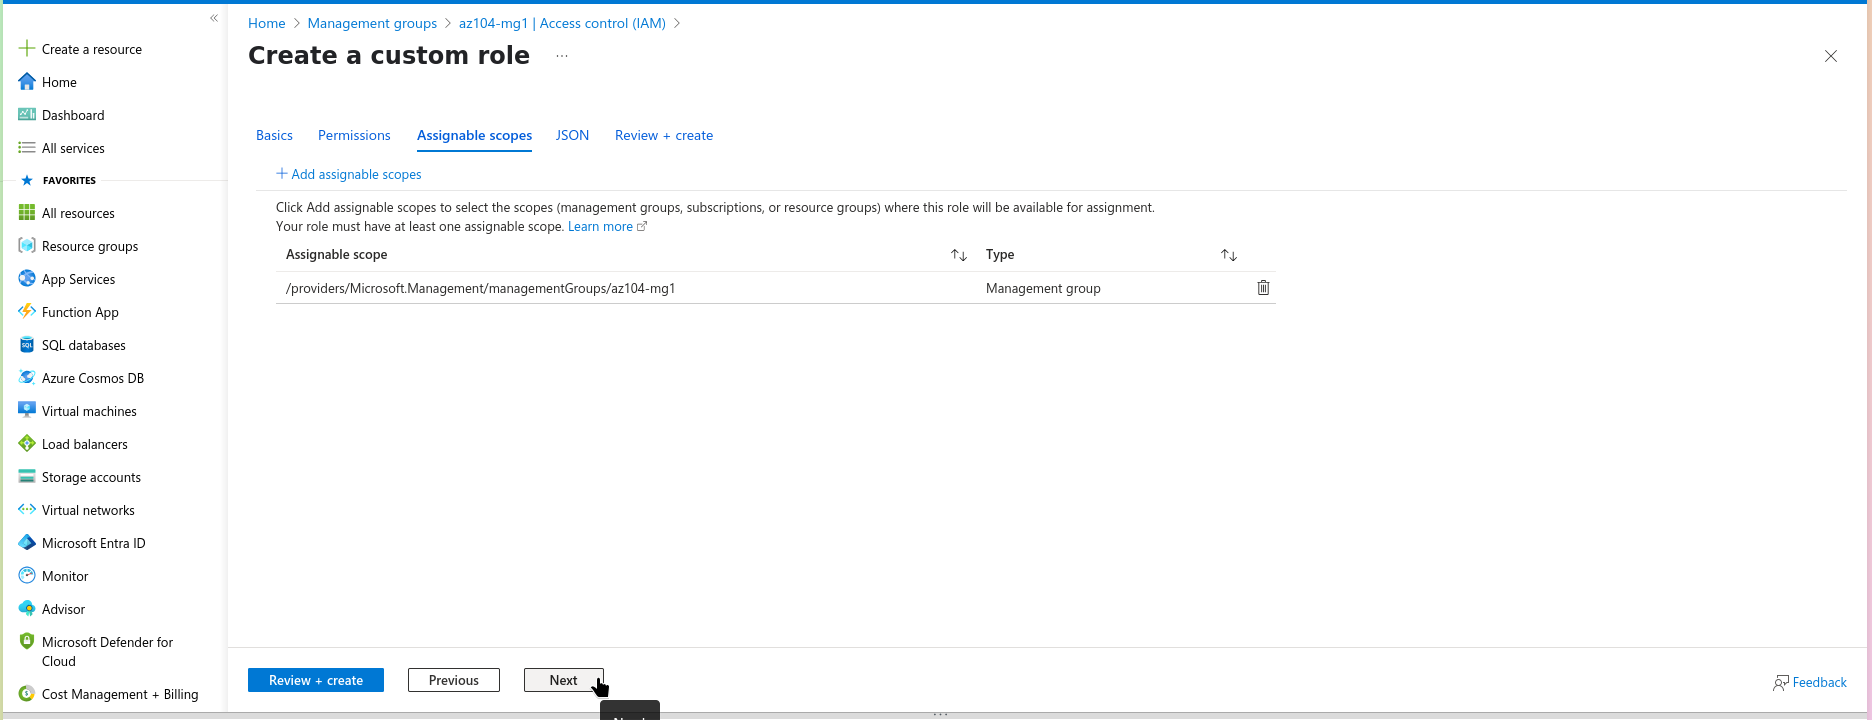 Home > Management groups > az104-mg1 | Access control (IAM) >
Create a custom role ...
Create a resource
Home
Dashboard
All services
FAVORITES
All resources
Resource groups
App Services
Function App
SQL databases
Azure Cosmos DB
Virtual machines
Load balancers
Storage accounts
Virtual networks
Microsoft Entra ID
Monitor
Advisor
Microsoft Defender for
Cloud
Cost Management + Billing
Basics Permissions Assignable scopes JSON Review + create
+ Add assignable scopes
Click Add assignable scopes to select the scopes (management groups, subscriptions, or resource groups) where this role will be available for assignment.
Your role must have at least one assignable scope. Learn more
Assignable scope Type
/providers/Microsoft.Management/managementGroups/az104-mg1 Management group
Review + create Previous Next
Feedback